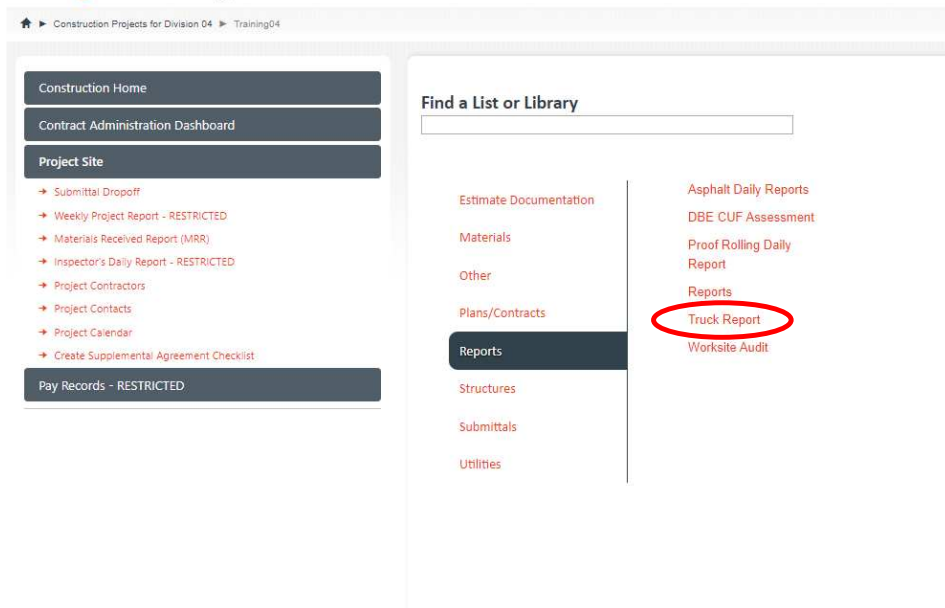 Construction Projects for Division 04 ► Training04
Construction Home
Contract Administration Dashboard
Project Site
Submittal Dropoff
Weekly Project Report - RESTRICTED
Materials Received Report (MRR)
Inspector's Daily Report - RESTRICTED
Project Contractors
Project Contacts
Project Calendar
Create Supplemental Agreement Checklist
Pay Records - RESTRICTED
Find a List or Library
Estimate Documentation
Materials
Other
Plans/Contracts
Reports
Structures
Submittals
Utilities
Asphalt Daily Reports
DBE CUF Assessment
Proof Rolling Daily
Report
Reports
Truck Report
Worksite Audit